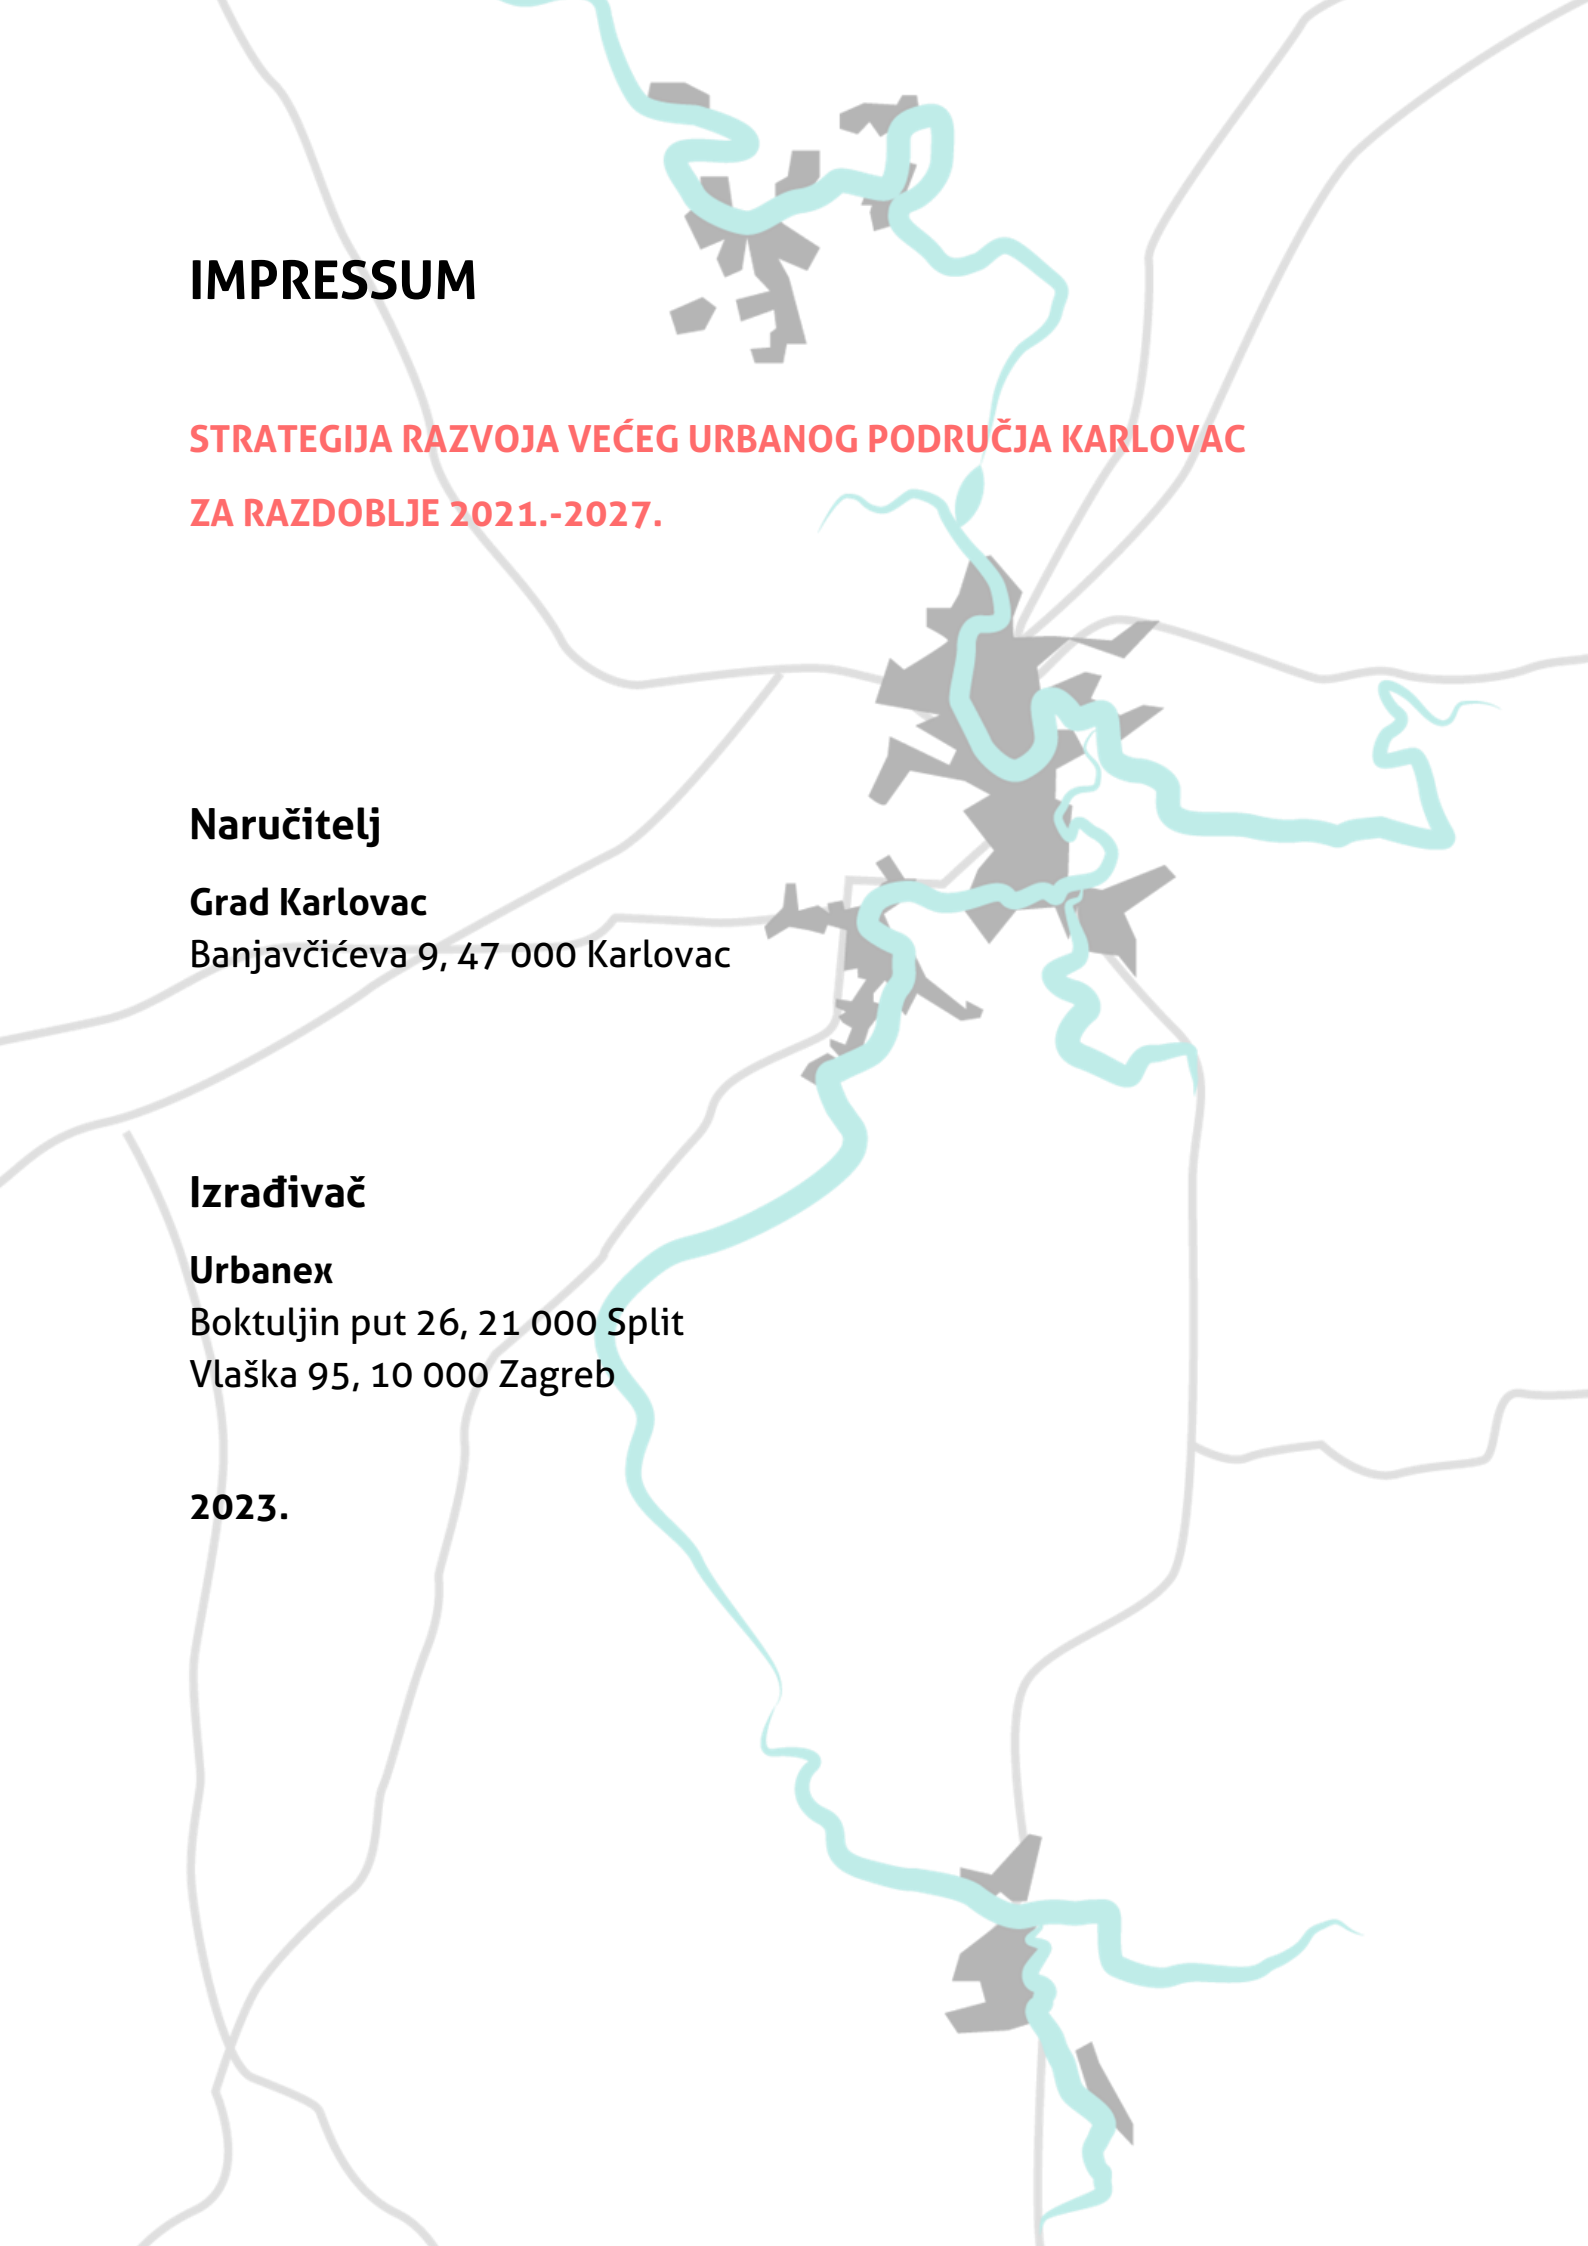 IMPRESSUM
STRATEGIJA RAZVOJA VEĆEG URBANOG PODRUČJA KARLOVAC
ZA RAZDOBLJE 2021.-2027.
Naručitelj
Grad Karlovac
Banjavčićeva 9, 47 000 Karlovac
Izrađivač
Urbanex
Boktuljin put 26, 21 000 Split
Vlaška 95, 10 000 Zagreb
2023.